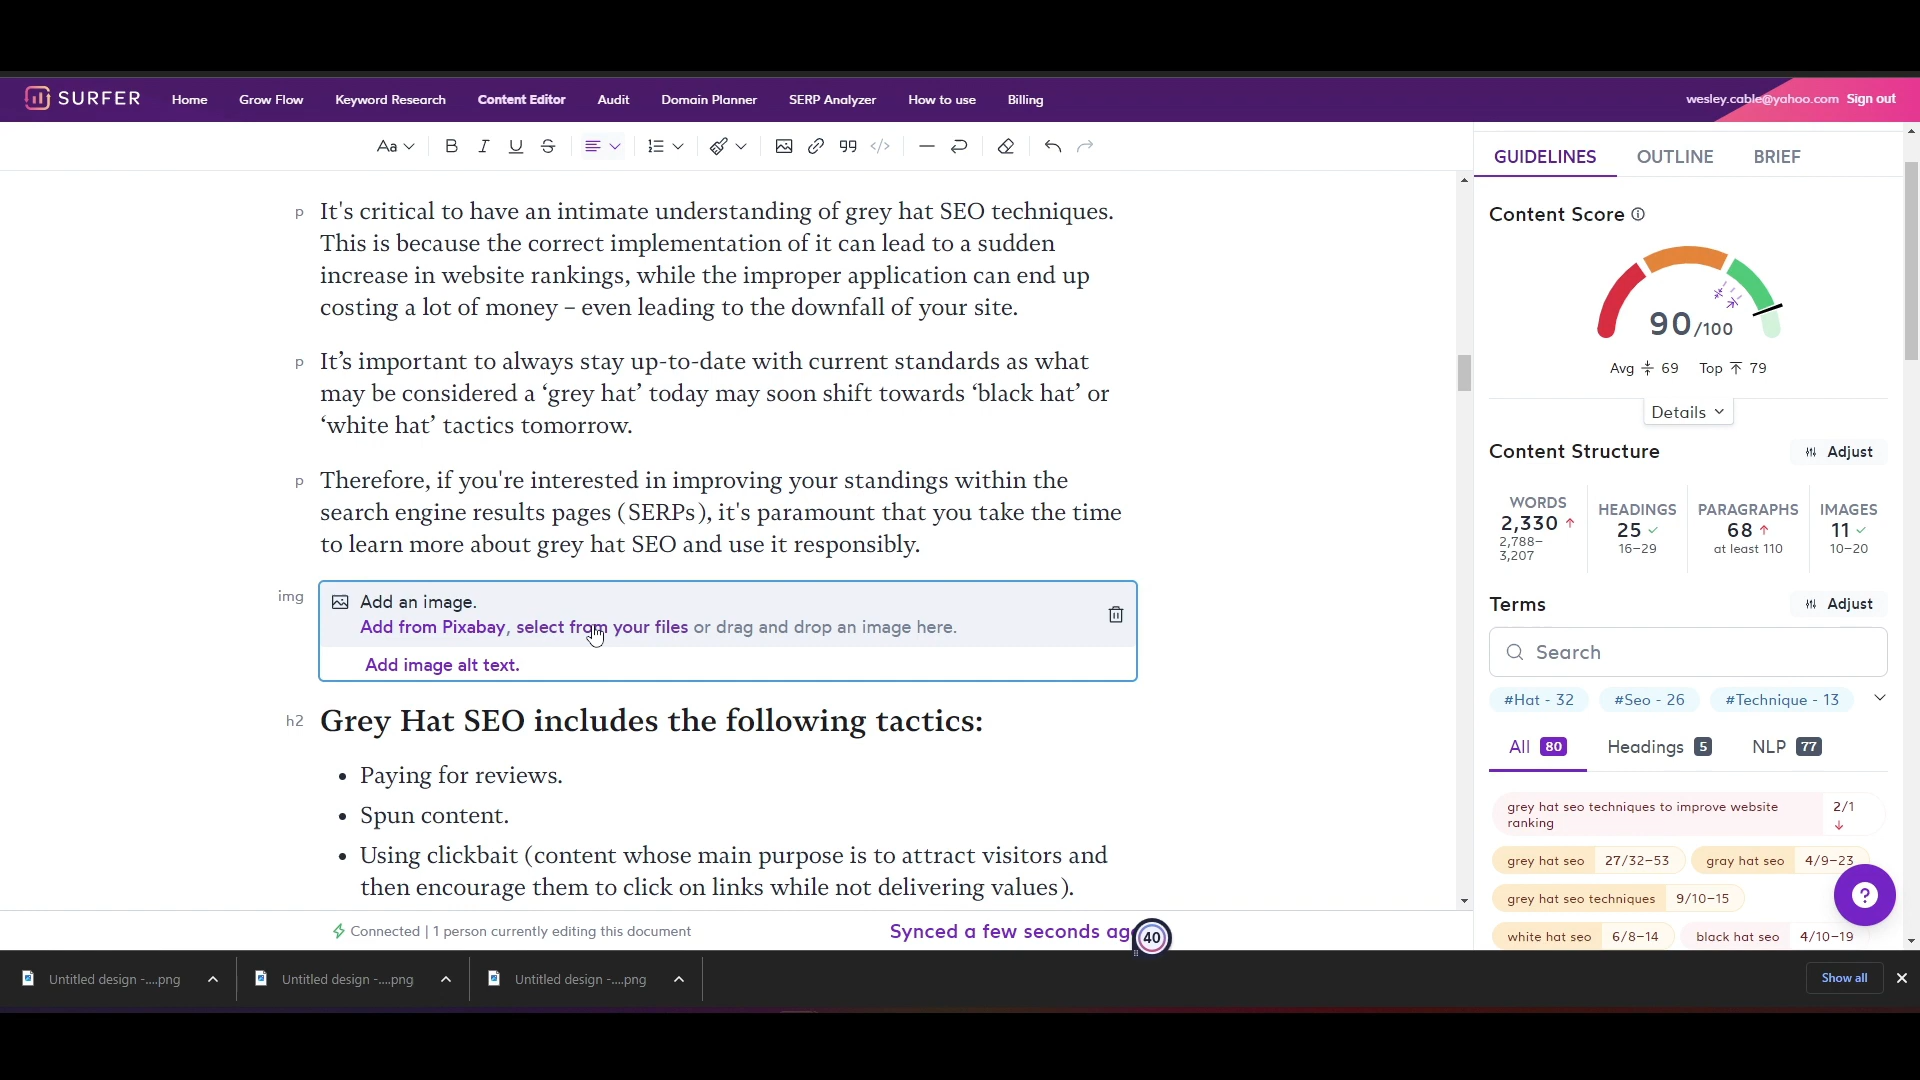 SURFER
Home
Grow Flow
Keyword Research
Content Editor
Audit
Domain Planner
SERP Analyzer
How to use
Billing
wesley.cable@yahoo.com
Sign out
Aa
GUIDELINES
OUTLINE
BRIEF
p
It's critical to have an intimate understanding of grey hat SEO techniques.
This is because the correct implementation of it can lead to a sudden
increase in website rankings, while the improper application can end up
costing a lot of money – even leading to the downfall of your site.
p
It’s important to always stay up-to-date with current standards as what
may be considered a ‘grey hat’ today may soon shift towards ‘black hat’ or
‘white hat’ tactics tomorrow.
p
Therefore, if you're interested in improving your standings within the
search engine results pages (SERPs), it's paramount that you take the time
to learn more about grey hat SEO and use it responsibly.
img
Add an image.
Add from Pixabay, select from your files or drag and drop an image here.
Add image alt text.
h2
Grey Hat SEO includes the following tactics:
• Paying for reviews.
• Spun content.
• Using clickbait (content whose main purpose is to attract visitors and
then encourage them to click on links while not delivering values).
Connected | 1 person currently editing this document
Synced a few seconds ag
40
Content Score
90/100
Avg 69 Top 79
Details
Content Structure
Adjust
WORDS
2,330
2,788–
3,207
HEADINGS
25
16–29
PARAGRAPHS
68
at least 110
IMAGES
11
10–20
Terms
Adjust
Search
#Hat - 32
#Seo - 26
#Technique - 13
All 80
Headings 5
NLP 77
grey hat seo techniques to improve website
ranking
2/1
grey hat seo 27/32–53
gray hat seo 4/9–23
grey hat seo techniques 9/10–15
white hat seo 6/8–14
black hat seo 4/10–19
?
Untitled design -....png
Untitled design -....png
Untitled design -....png
Show all